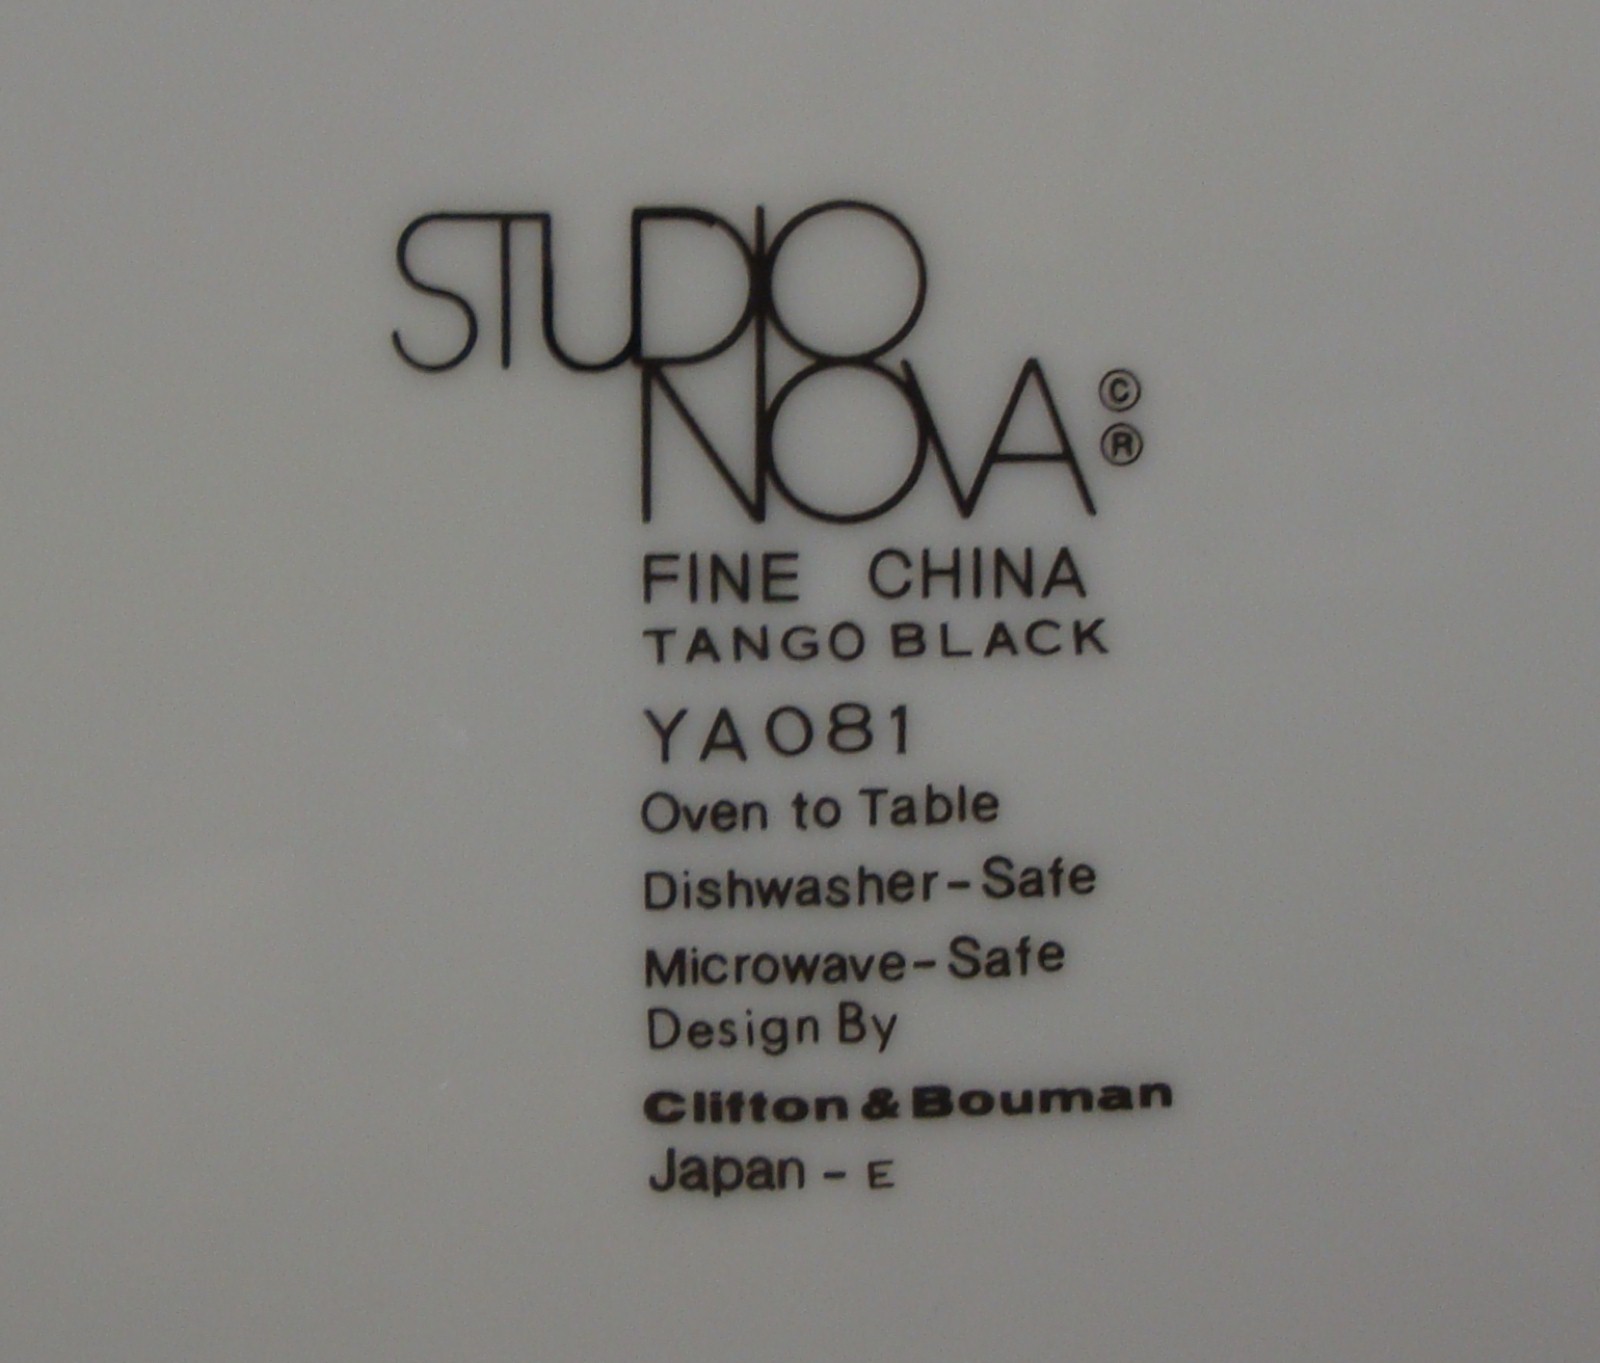 STUDIO
NOVA © ®
FINE CHINA
TANGO BLACK
YA081
Oven to Table
Dishwasher-Safe
Microwave-Safe
Design By
Clifton & Bouman
Japan - E